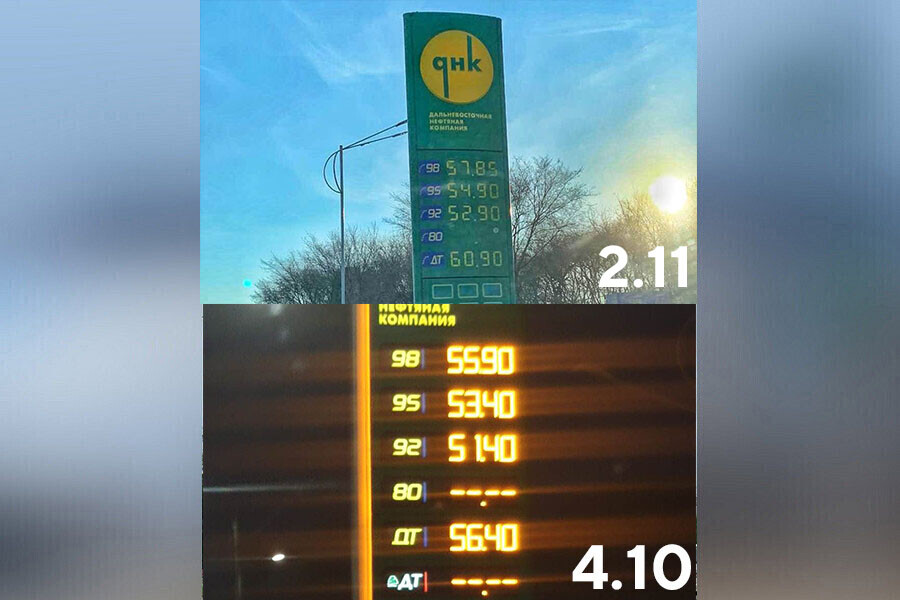 днк
ДАЛЬНЕВОСТОЧНАЯ
НЕФТЯНАЯ
КОМПАНИЯ
98 57.85
95 54.90
92 52.90
80
ДТ 60.90
2.11
НЕФТЯНАЯ
КОМПАНИЯ
98 55.90
95 53.40
92 51.40
80 --.--
ДТ 56.40
ДТ --.--
4.10